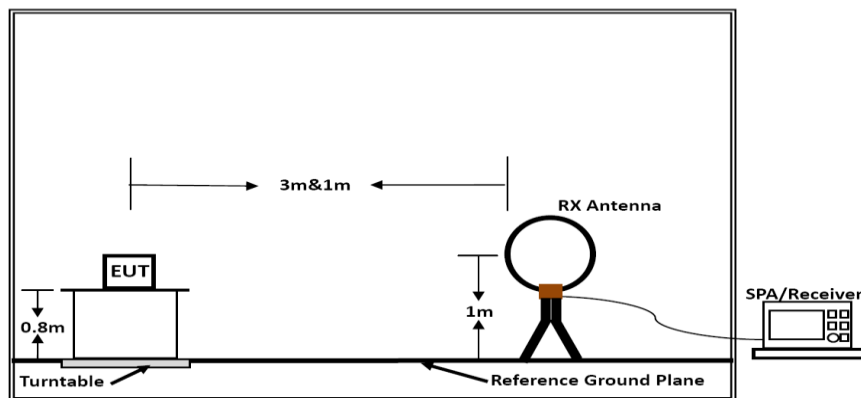 3m&1m
RX Antenna
EUT
SPA/Receiver
0.8m
1m
Turntable
Reference Ground Plane